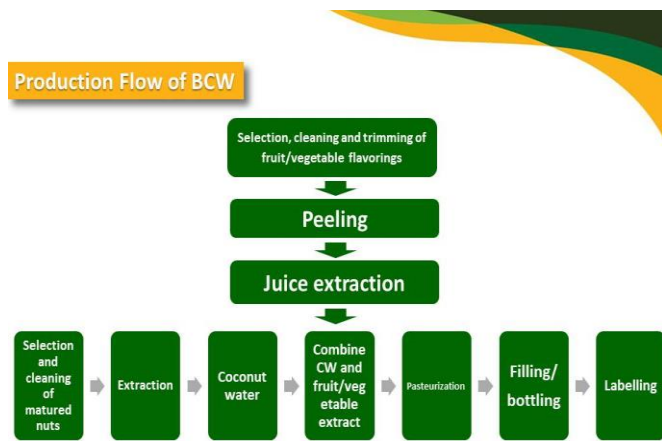 Production Flow of BCW
Selection, cleaning and trimming of
fruit/vegetable flavorings
Peeling
Juice extraction
Selection
and
cleaning
of
matured
nuts
Extraction
Coconut
water
Combine
CW and
fruit/veg
etable
extract
Pasteurization
Filling/
bottling
Labelling